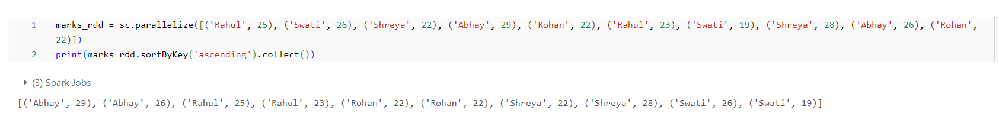 1 marks_rdd = sc.parallelize([('Rahul', 25), ('Swati', 26), ('Shreya', 22), ('Abhay', 29), ('Rohan', 22), ('Rahul', 23), ('Swati', 19), ('Shreya', 28), ('Abhay', 26), ('Rohan',
22)])
2 print(marks_rdd.sortByKey('ascending').collect())
(3) Spark Jobs
[('Abhay', 29), ('Abhay', 26), ('Rahul', 25), ('Rahul', 23), ('Rohan', 22), ('Rohan', 22), ('Shreya', 22), ('Shreya', 28), ('Swati', 26), ('Swati', 19)]